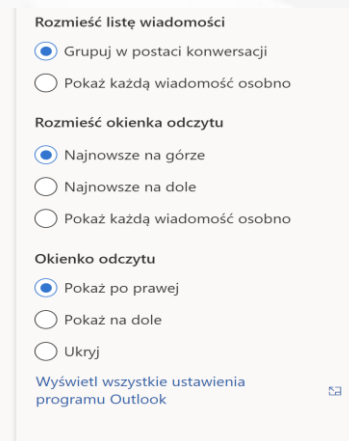 Rozmieść listę wiadomości
Grupuj w postaci konwersacji
Pokaż każdą wiadomość osobno
Rozmieść okienka odczytu
Najnowsze na górze
Najnowsze na dole
Pokaż każdą wiadomość osobno
Okienko odczytu
Pokaż po prawej
Pokaż na dole
Ukryj
Wyświetl wszystkie ustawienia
programu Outlook